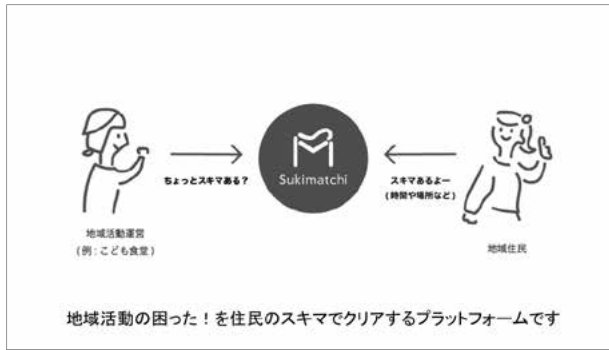 Sukimatchi
ちょっとスキマある？
スキマあるよー
(時間や場所など)
地域活動運営
(例：こども食堂)
地域住民
地域活動の困った！を住民のスキマでクリアするプラットフォームです